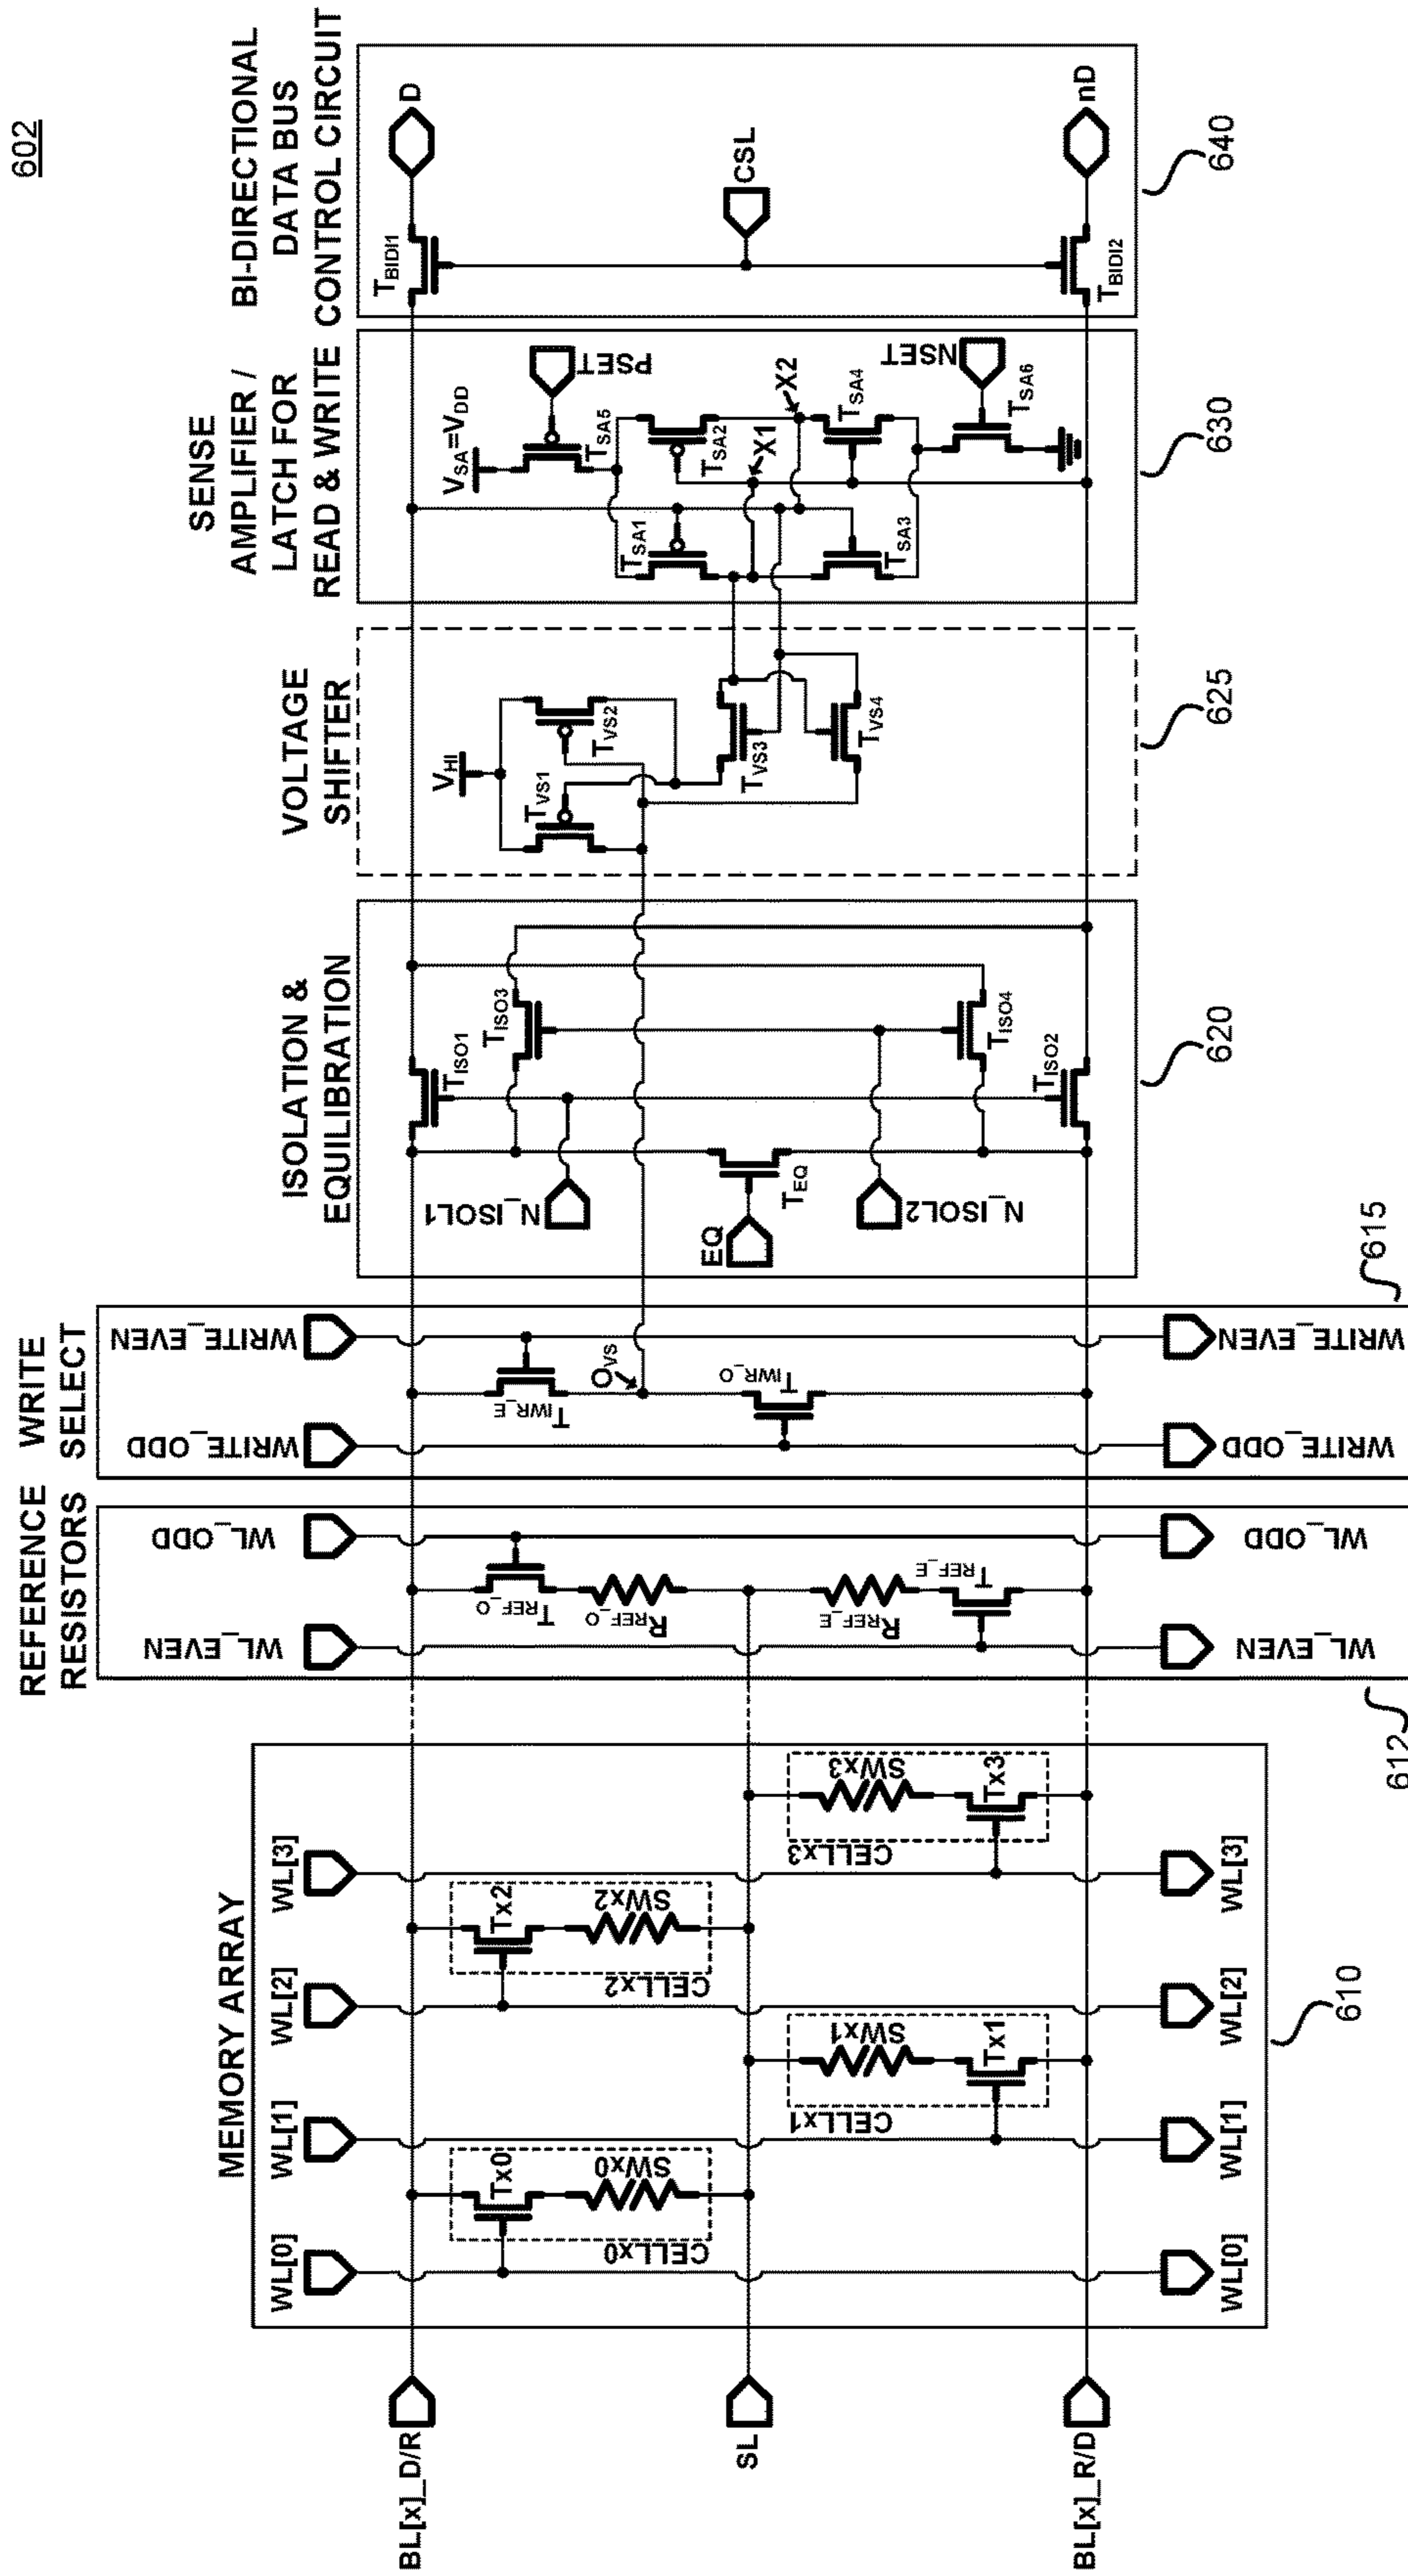 602
MEMORY ARRAY
REFERENCE
RESISTORS
WRITE
SELECT
ISOLATION &
EQUILIBRATION
VOLTAGE
SHIFTER
SENSE
AMPLIFIER /
LATCH FOR
READ & WRITE
BI-DIRECTIONAL
DATA BUS
CONTROL CIRCUIT
BL[x]_D/R
SL
BL[x]_R/D
WL[0]
WL[1]
WL[2]
WL[3]
Tx0
SWx0
CELLx0
Tx1
SWx1
CELLx1
Tx2
SWx2
CELLx2
Tx3
SWx3
CELLx3
WL[0]
WL[1]
WL[2]
WL[3]
610
WL_EVEN
WL_ODD
TREF_O
RREF_O
RREF_E
TREF_E
WL_EVEN
WL_ODD
612
WRITE_ODD
WRITE_EVEN
TIWR_E
OVS
TIWR_O
WRITE_ODD
WRITE_EVEN
615
N_ISOL1
EQ
TEQ
N_ISOL2
TISO1
TISO3
TISO4
TISO2
620
VHI
TVS1
TVS2
TVS3
TVS4
625
VSA=VDD
PSET
TSA5
TSA1
TSA2
X1
X2
TSA3
TSA4
NSET
TSA6
630
D
TBIDI1
CSL
TBIDI2
nD
640